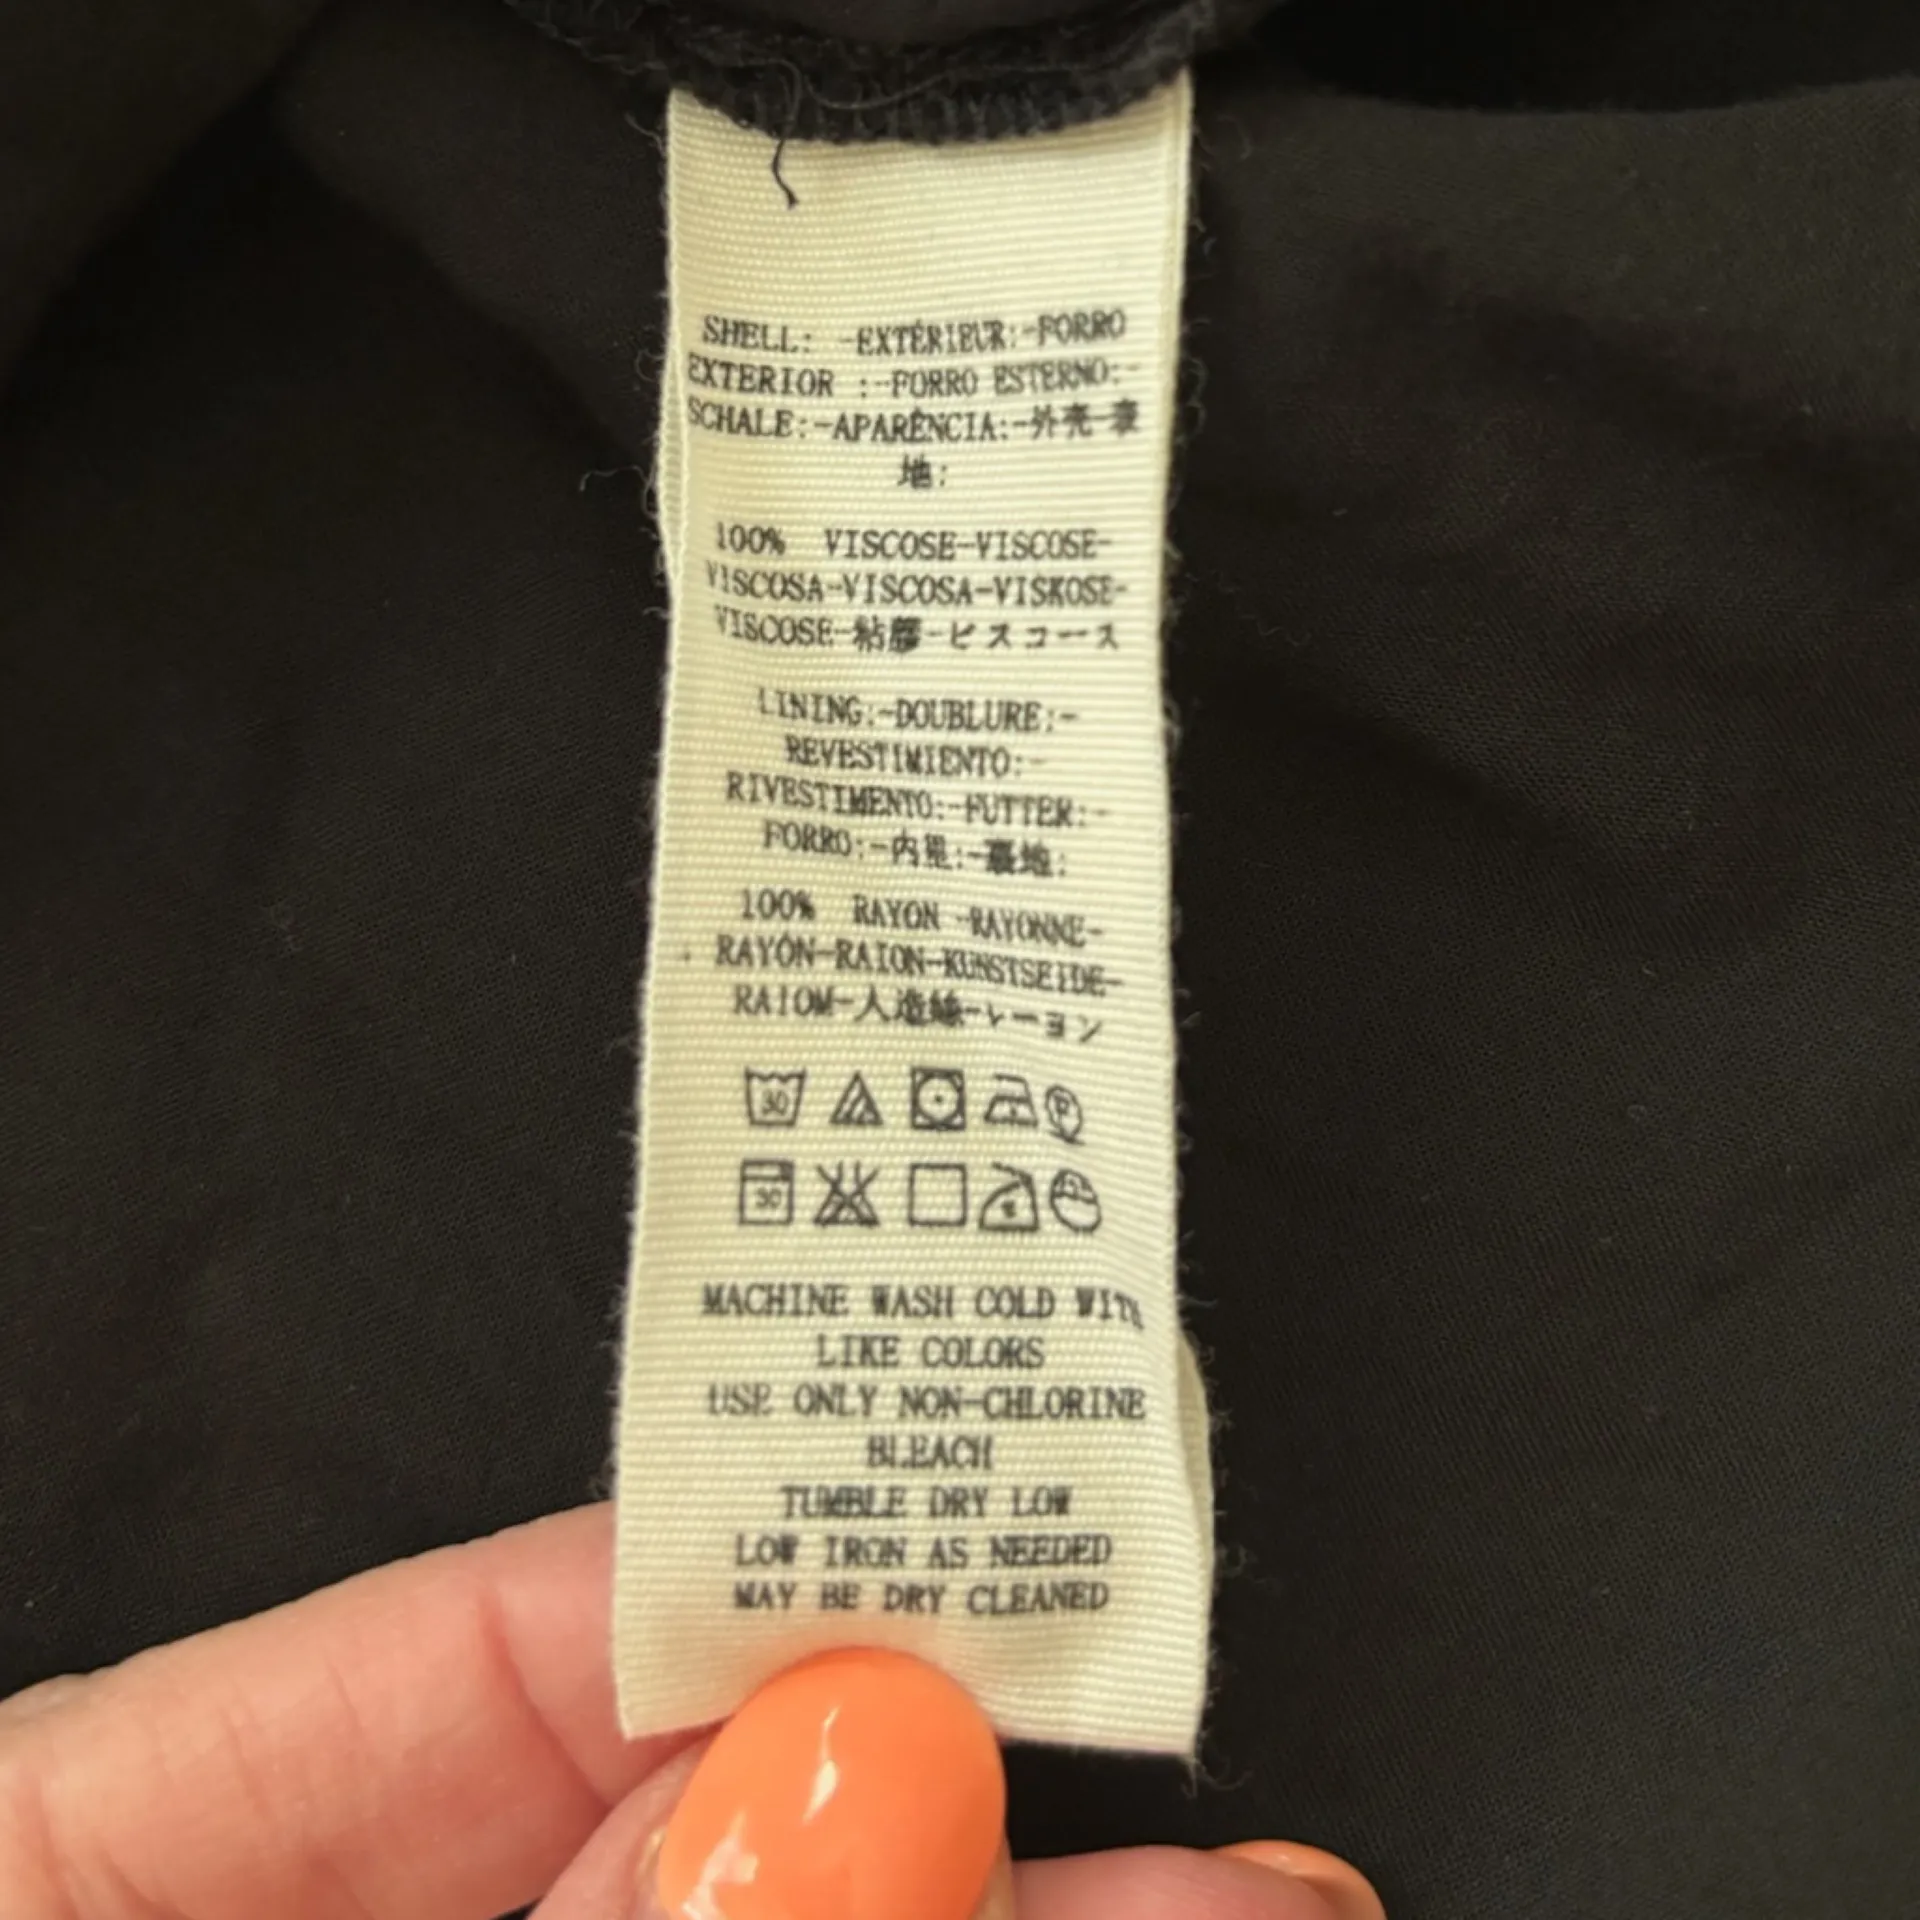 SHELL: -EXTÉRIEUR:-FORRO
EXTERIOR :-FORRO ESTERNO:-
SCHALE:-APARÊNCIA:-外壳-表
地:
100% VISCOSE-VISCOSE-
VISCOSA-VISCOSA-VISKOSE-
VISCOSE-粘膠-ビスコース
LINING:-DOUBLURE:-
REVESTIMIENTO:-
RIVESTIMENTO:-FUTTER:-
FORRO:-内里:-裏地:
100% RAYON -RAYONNE-
RAYÓN-RAION-KUNSTSEIDE-
RAIOM-人造絲-レーヨン
30
P
30
MACHINE WASH COLD WITH
LIKE COLORS
USE ONLY NON-CHLORINE
BLEACH
TUMBLE DRY LOW
LOW IRON AS NEEDED
MAY BE DRY CLEANED